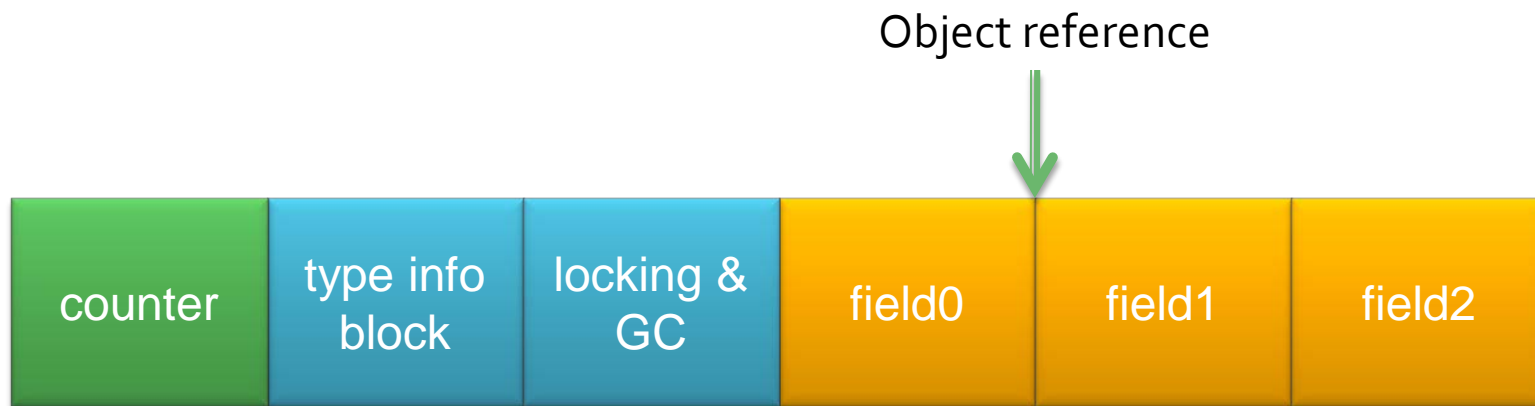 Object reference
counter
type info
block
locking &
GC
field0
field1
field2